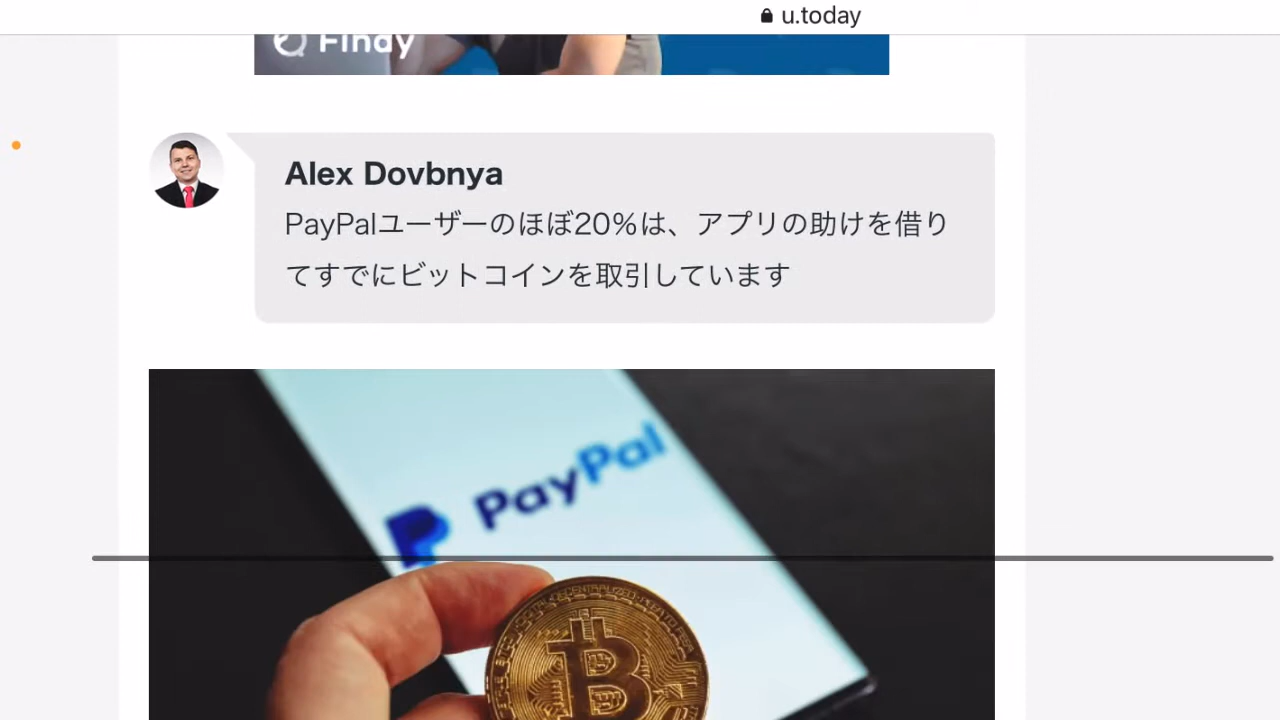 u.today
Findy
Alex Dovbnya
PayPalユーザーのほぼ20%は、アプリの助けを借り
てすでにビットコインを取引しています
PayPal